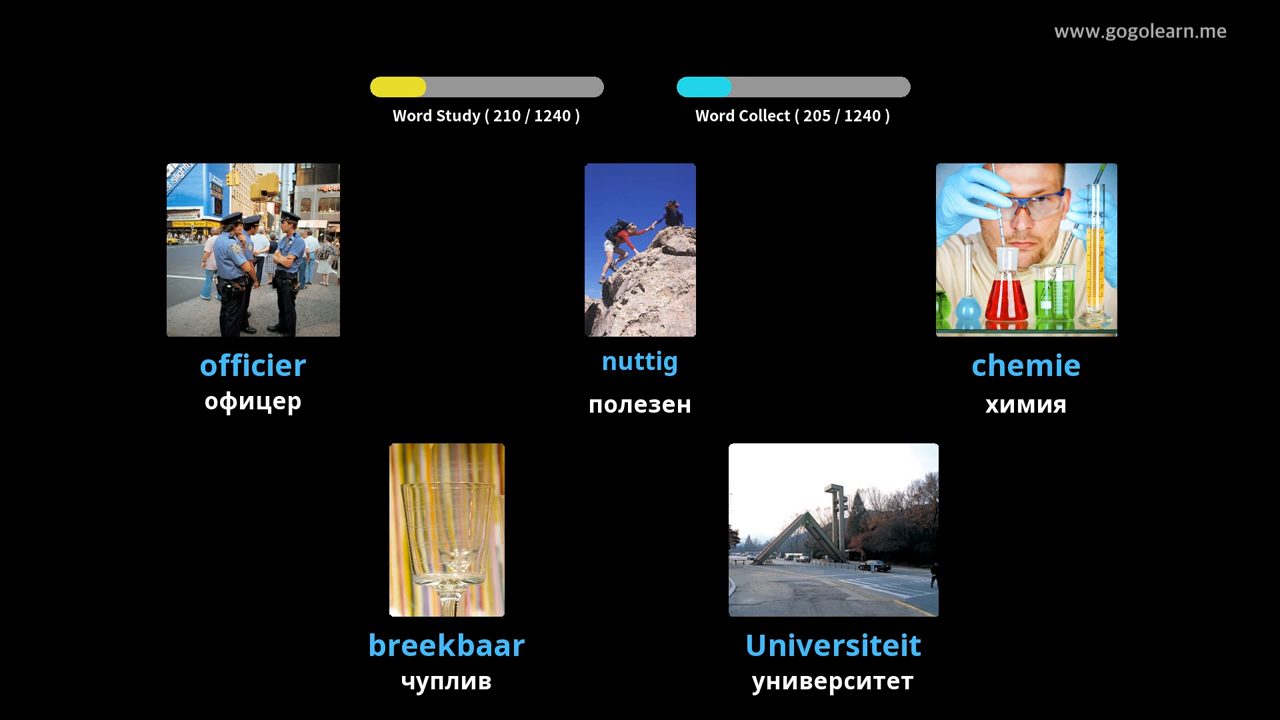 www.gogolearn.me
Word Study ( 210 / 1240 )
Word Collect ( 205 / 1240 )
officier
офицер
nuttig
полезен
chemie
химия
breekbaar
чуплив
Universiteit
университет